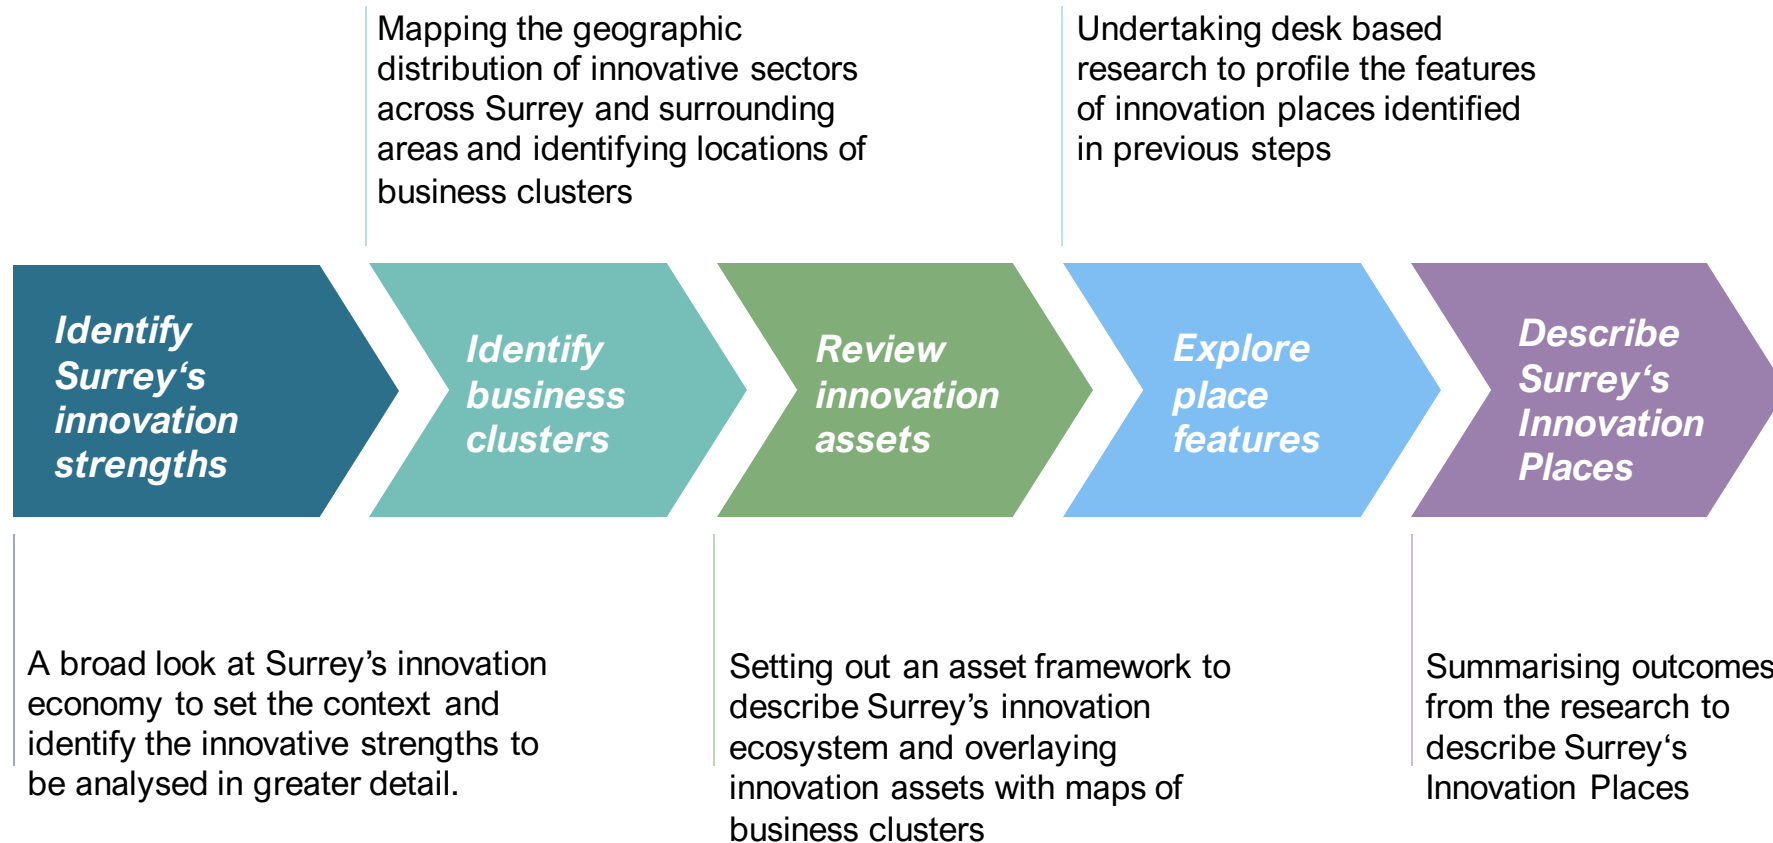 Mapping the geographic
distribution of innovative sectors
across Surrey and surrounding
areas and identifying locations of
business clusters
Undertaking desk based
research to profile the features
of innovation places identified
in previous steps
Identify
Surrey‘s
innovation
strengths
Identify
business
clusters
Review
innovation
assets
Explore
place
features
Describe
Surrey‘s
Innovation
Places
A broad look at Surrey’s innovation
economy to set the context and
identify the innovative strengths to
be analysed in greater detail.
Setting out an asset framework to
describe Surrey’s innovation
ecosystem and overlaying
innovation assets with maps of
business clusters
Summarising outcomes
from the research to
describe Surrey‘s
Innovation Places